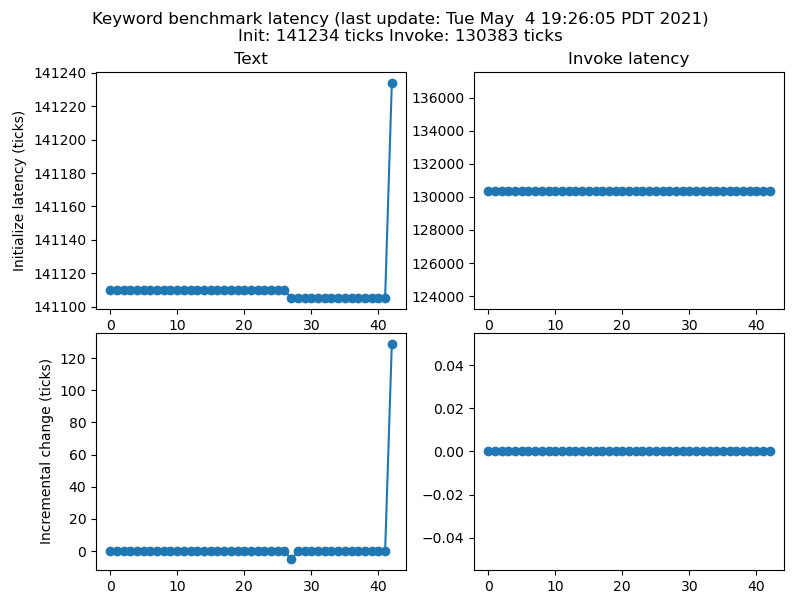 Keyword benchmark latency (last update: Tue May  4 19:26:05 PDT 2021)
Init: 141234 ticks Invoke: 130383 ticks
Text
Invoke latency
Initialize latency (ticks)
141240
141220
141200
141180
141160
141140
141120
141100
0 10 20 30 40
136000
134000
132000
130000
128000
126000
124000
0 10 20 30 40
Incremental change (ticks)
120
100
80
60
40
20
0
0 10 20 30 40
0.04
0.02
0.00
−0.02
−0.04
0 10 20 30 40